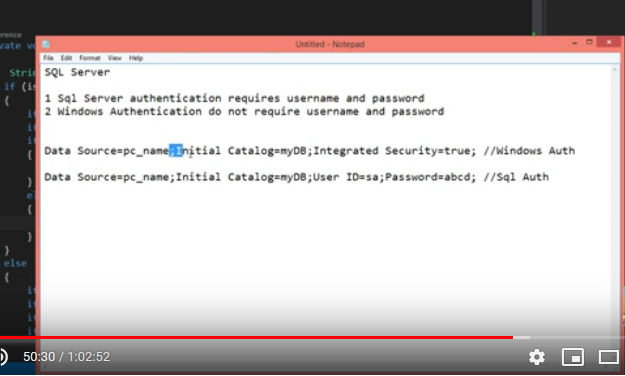 erence
vate vo
Untitled - Notepad
File Edit Format View Help
Stri
if (is
{
SQL Server
1 Sql Server authentication requires username and password
2 Windows Authentication do not require username and password
{
Data Source=pc_name;Initial Catalog=myDB;Integrated Security=true; //Windows Auth
}
Data Source=pc_name;Initial Catalog=myDB;User ID=sa;Password=abcd; //Sql Auth
el
{
}
}
else
{
50:30 / 1:02:52